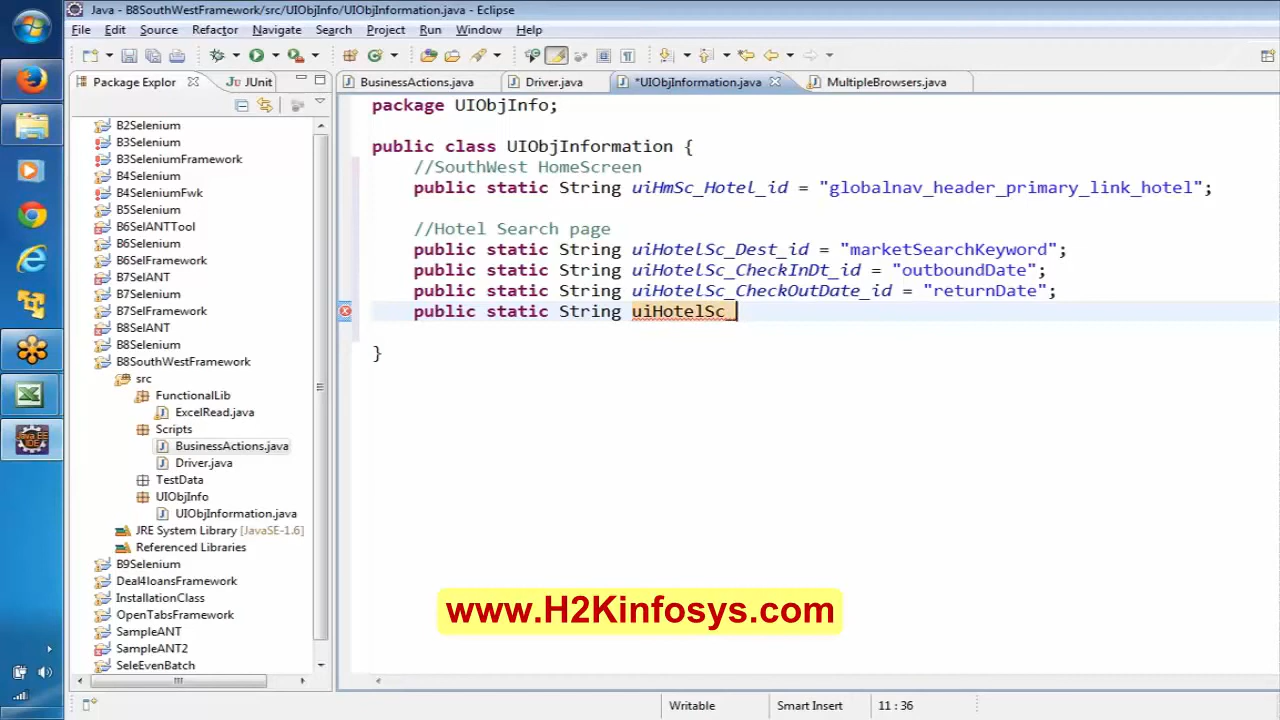 Java - B8SouthWestFramework/src/UIObjInfo/UIObjInformation.java - Eclipse
File Edit Source Refactor Navigate Search Project Run Window Help
Package Explor JUnit
BusinessActions.java Driver.java *UIObjInformation.java MultipleBrowsers.java
B2Selenium
B3Selenium
B3SeleniumFramework
B4Selenium
B4SeleniumFwk
B5Selenium
B6SelANTTool
B6Selenium
B6SelFramework
B7SelANT
B7Selenium
B7SelFramework
B8SelANT
B8Selenium
B8SouthWestFramework
src
FunctionalLib
ExcelRead.java
Scripts
BusinessActions.java
Driver.java
TestData
UIObjInfo
UIObjInformation.java
JRE System Library [JavaSE-1.6]
Referenced Libraries
B9Selenium
Deal4loansFramework
InstallationClass
OpenTabsFramework
SampleANT
SampleANT2
SeleEvenBatch
package UIObjInfo;
public class UIObjInformation {
//SouthWest HomeScreen
public static String uiHmSc_Hotel_id = "globalnav_header_primary_link_hotel";
//Hotel Search page
public static String uiHotelSc_Dest_id = "marketSearchKeyword";
public static String uiHotelSc_CheckInDt_id = "outboundDate";
public static String uiHotelSc_CheckOutDate_id = "returnDate";
public static String uiHotelSc_
}
www.H2Kinfosys.com
Writable Smart Insert 11 : 36